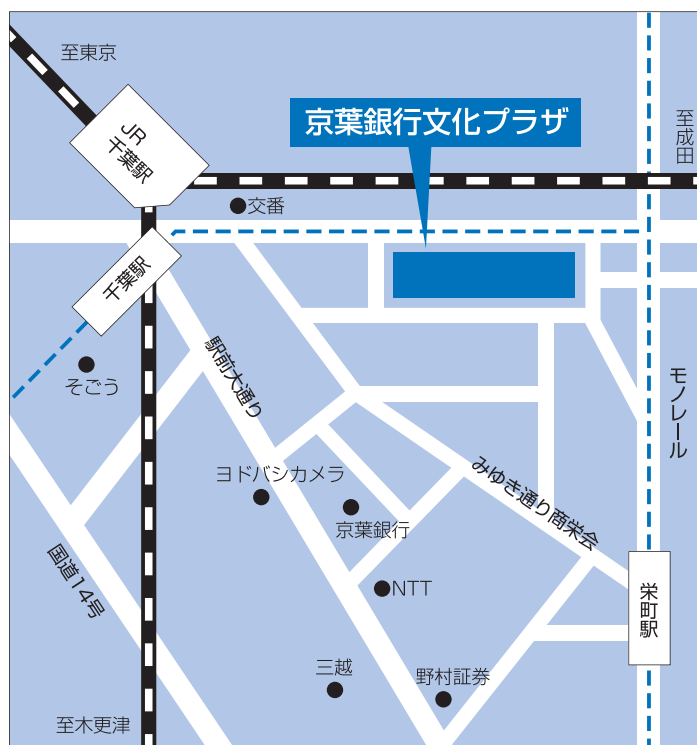 至東京
JR
千葉駅
京葉銀行文化プラザ
至成田
交番
千葉駅
そごう
駅前大通り
モノレール
ヨドバシカメラ
京葉銀行
みゆき通り商栄会
国道14号
NTT
栄町駅
三越
野村証券
至木更津